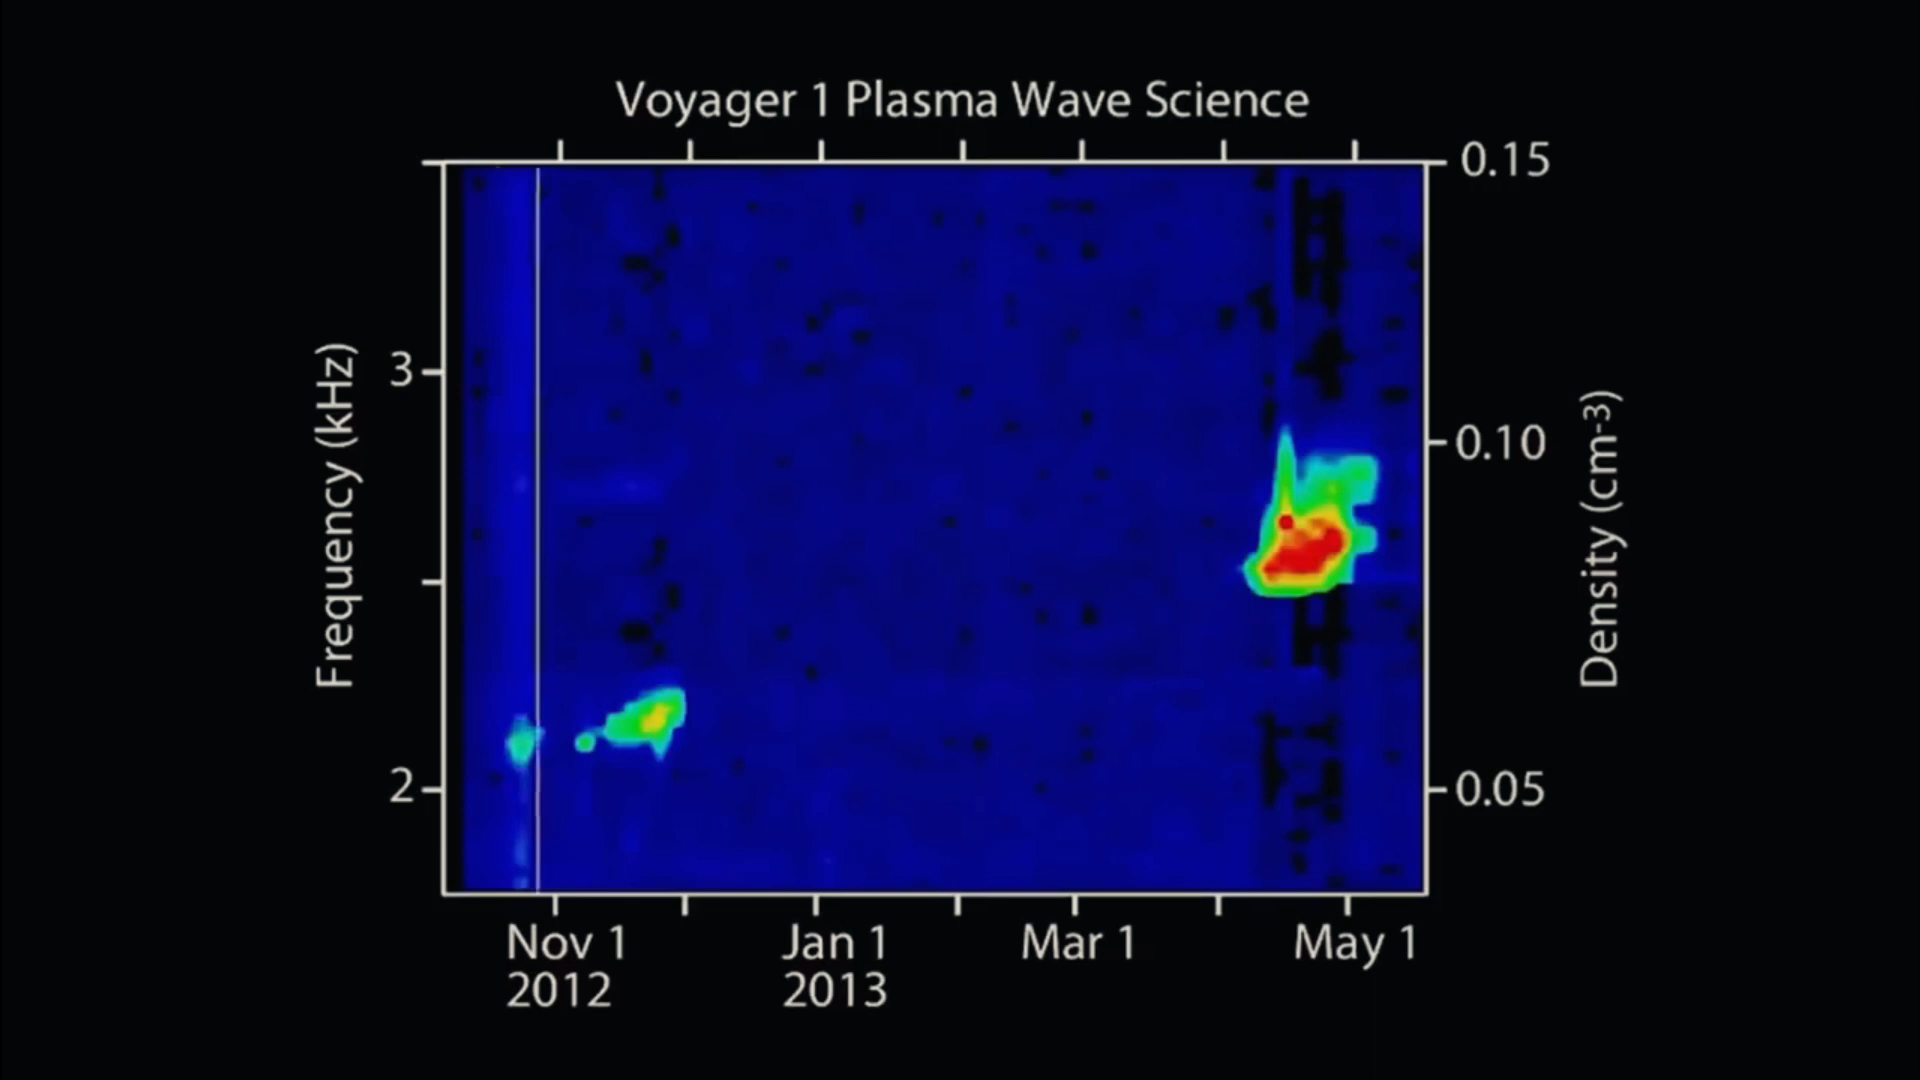 Voyager 1 Plasma Wave Science
0.15
3
0.10
Frequency (kHz)
Density (cm-3)
2
0.05
Nov 1
2012
Jan 1
2013
Mar 1
May 1